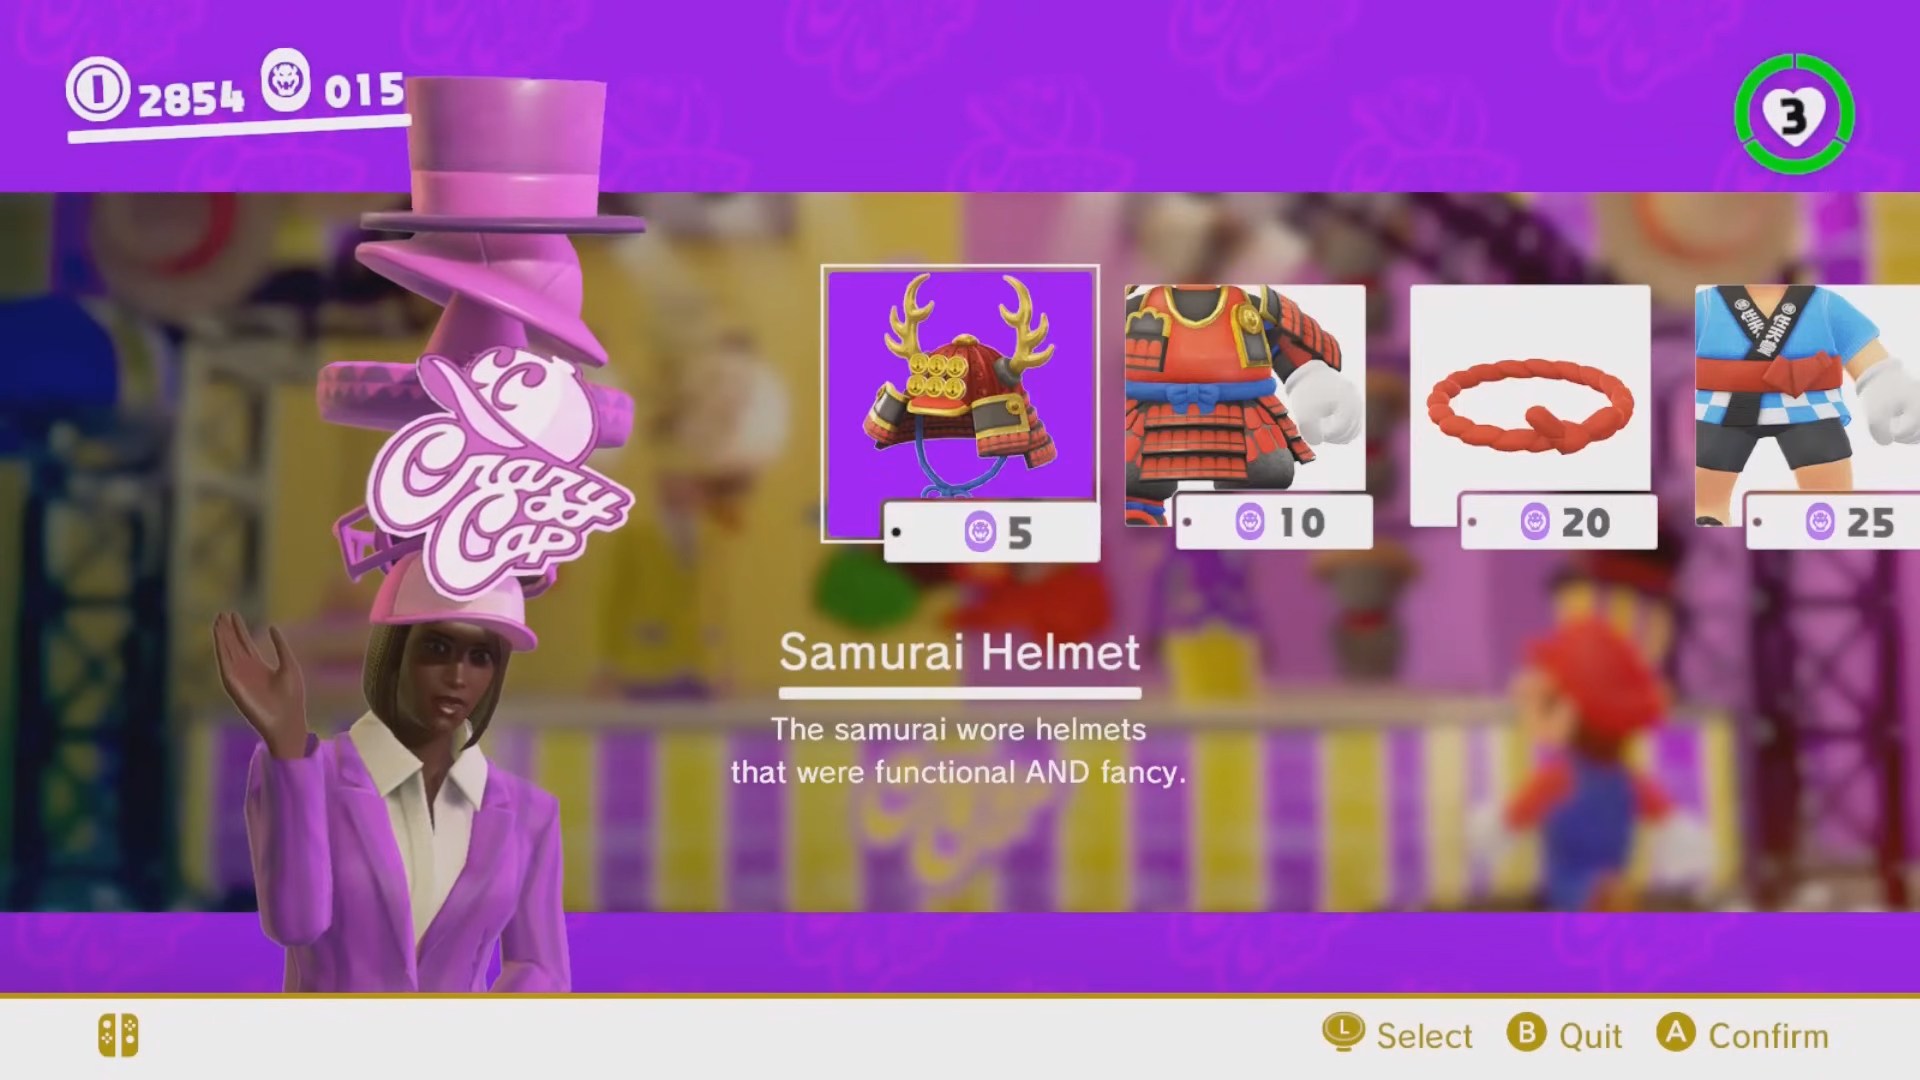 2854 015
3
Crazy
Cap
5
10
20
25
Samurai Helmet
The samurai wore helmets
that were functional AND fancy.
L Select B Quit A Confirm